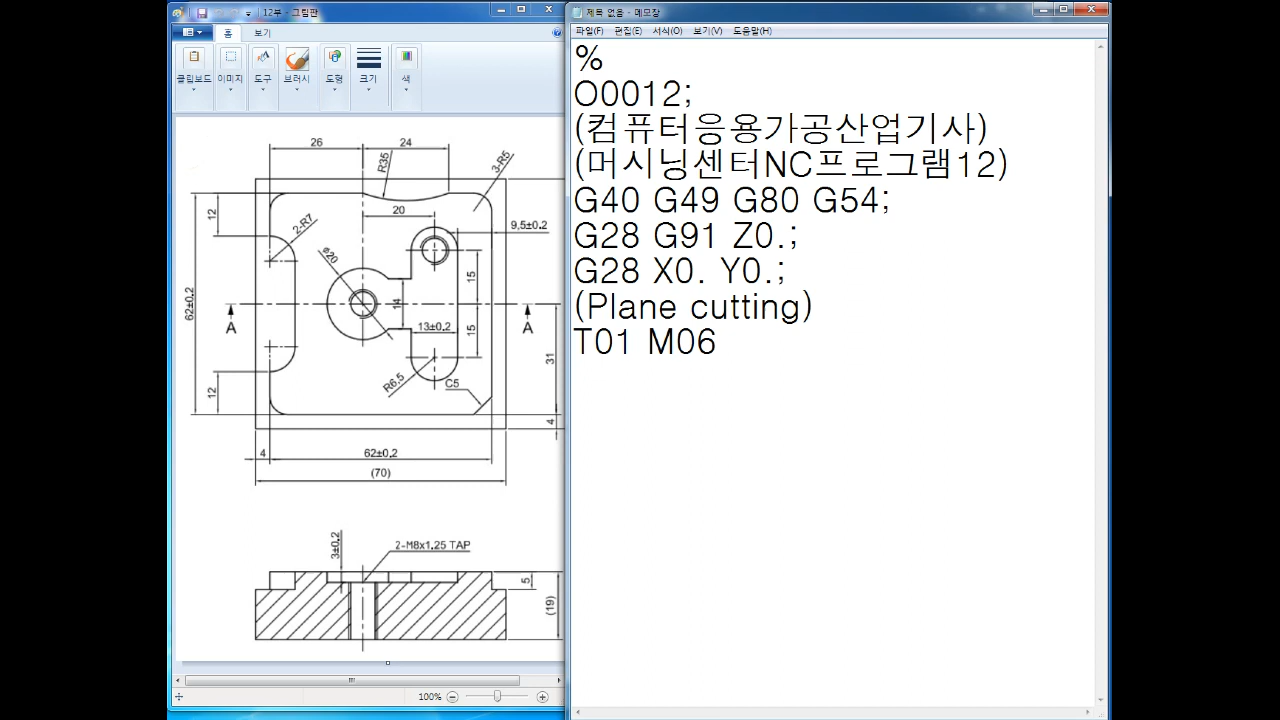 12부 - 그림판
홈
보기
클립보드
이미지
도구
브러시
도형
크기
색
26
24
R35
3-R5
12
20
9,5±0.2
2-R7
ø20
62±0.2
15
14
A
A
13±0.2
15
31
R6,5
C5
12
4
4
62±0.2
(70)
3±0.2
2-M8x1.25 TAP
5
(19)
100%
제목 없음 - 메모장
파일(F) 편집(E) 서식(O) 보기(V) 도움말(H)
%
O0012;
(컴퓨터응용가공산업기사)
(머시닝센터NC프로그램12)
G40 G49 G80 G54;
G28 G91 Z0.;
G28 X0. Y0.;
(Plane cutting)
T01 M06